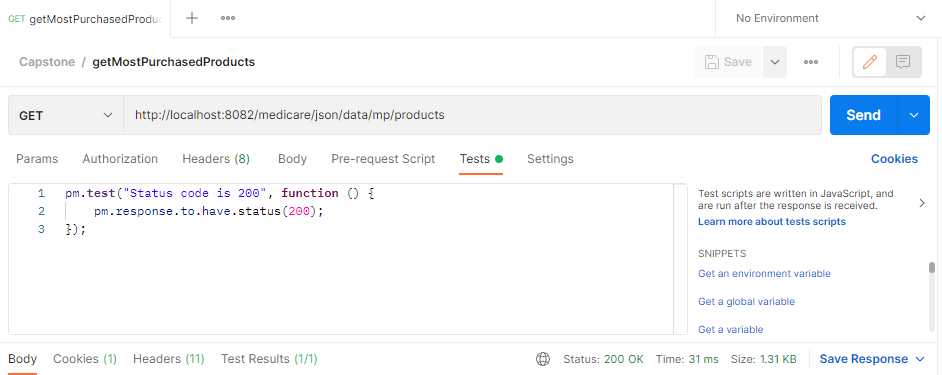 GET getMostPurchasedProdu
No Environment
Capstone / getMostPurchasedProducts
Save
GET
http://localhost:8082/medicare/json/data/mp/products
Send
Params Authorization Headers (8) Body Pre-request Script Tests Settings Cookies
1 pm.test("Status code is 200", function () {
2 pm.response.to.have.status(200);
3 });
Test scripts are written in JavaScript, and
are run after the response is received.
Learn more about tests scripts
SNIPPETS
Get an environment variable
Get a global variable
Get a variable
Body Cookies (1) Headers (11) Test Results (1/1) Status: 200 OK Time: 31 ms Size: 1.31 KB Save Response